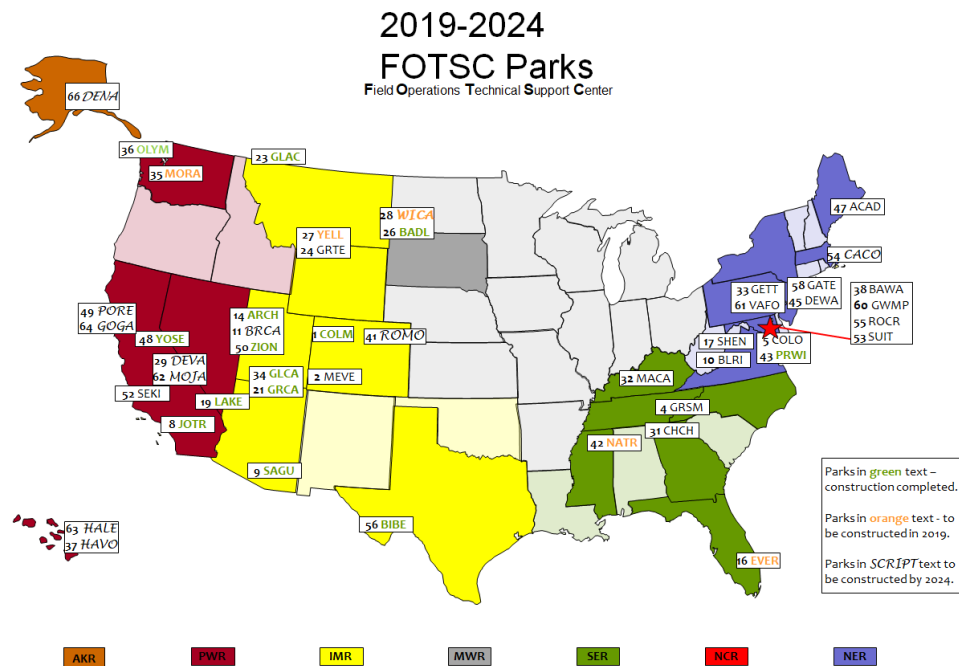 2019-2024
FOTSC Parks
Field Operations Technical Support Center
66 DENA
36 OLYM
35 MORA
23 GLAC
28 WICA
26 BADL
27 YELL
24 GRTE
47 ACAD
54 CACO
58 GATE
45 DEWA
33 GETT
61 VAFO
38 BAWA
60 GWMP
55 ROCR
53 SUIT
49 PORE
64 GOGA
48 YOSE
14 ARCH
11 BRCA
50 ZION
1 COLM
41 ROMO
17 SHEN
5 COLO
43 PRWI
10 BLRI
29 DEVA
62 MOJA
34 GLCA
21 GRCA
2 MEVE
32 MACA
52 SEKI
19 LAKE
4 GRSM
8 JOTR
31 CHCH
42 NATR
9 SAGU
56 BIBE
63 HALE
37 HAVO
16 EVER
Parks in green text –
construction completed.
Parks in orange text - to
be constructed in 2019.
Parks in SCRIPT text to
be constructed by 2024.
AKR
PWR
IMR
MWR
SER
NCR
NER